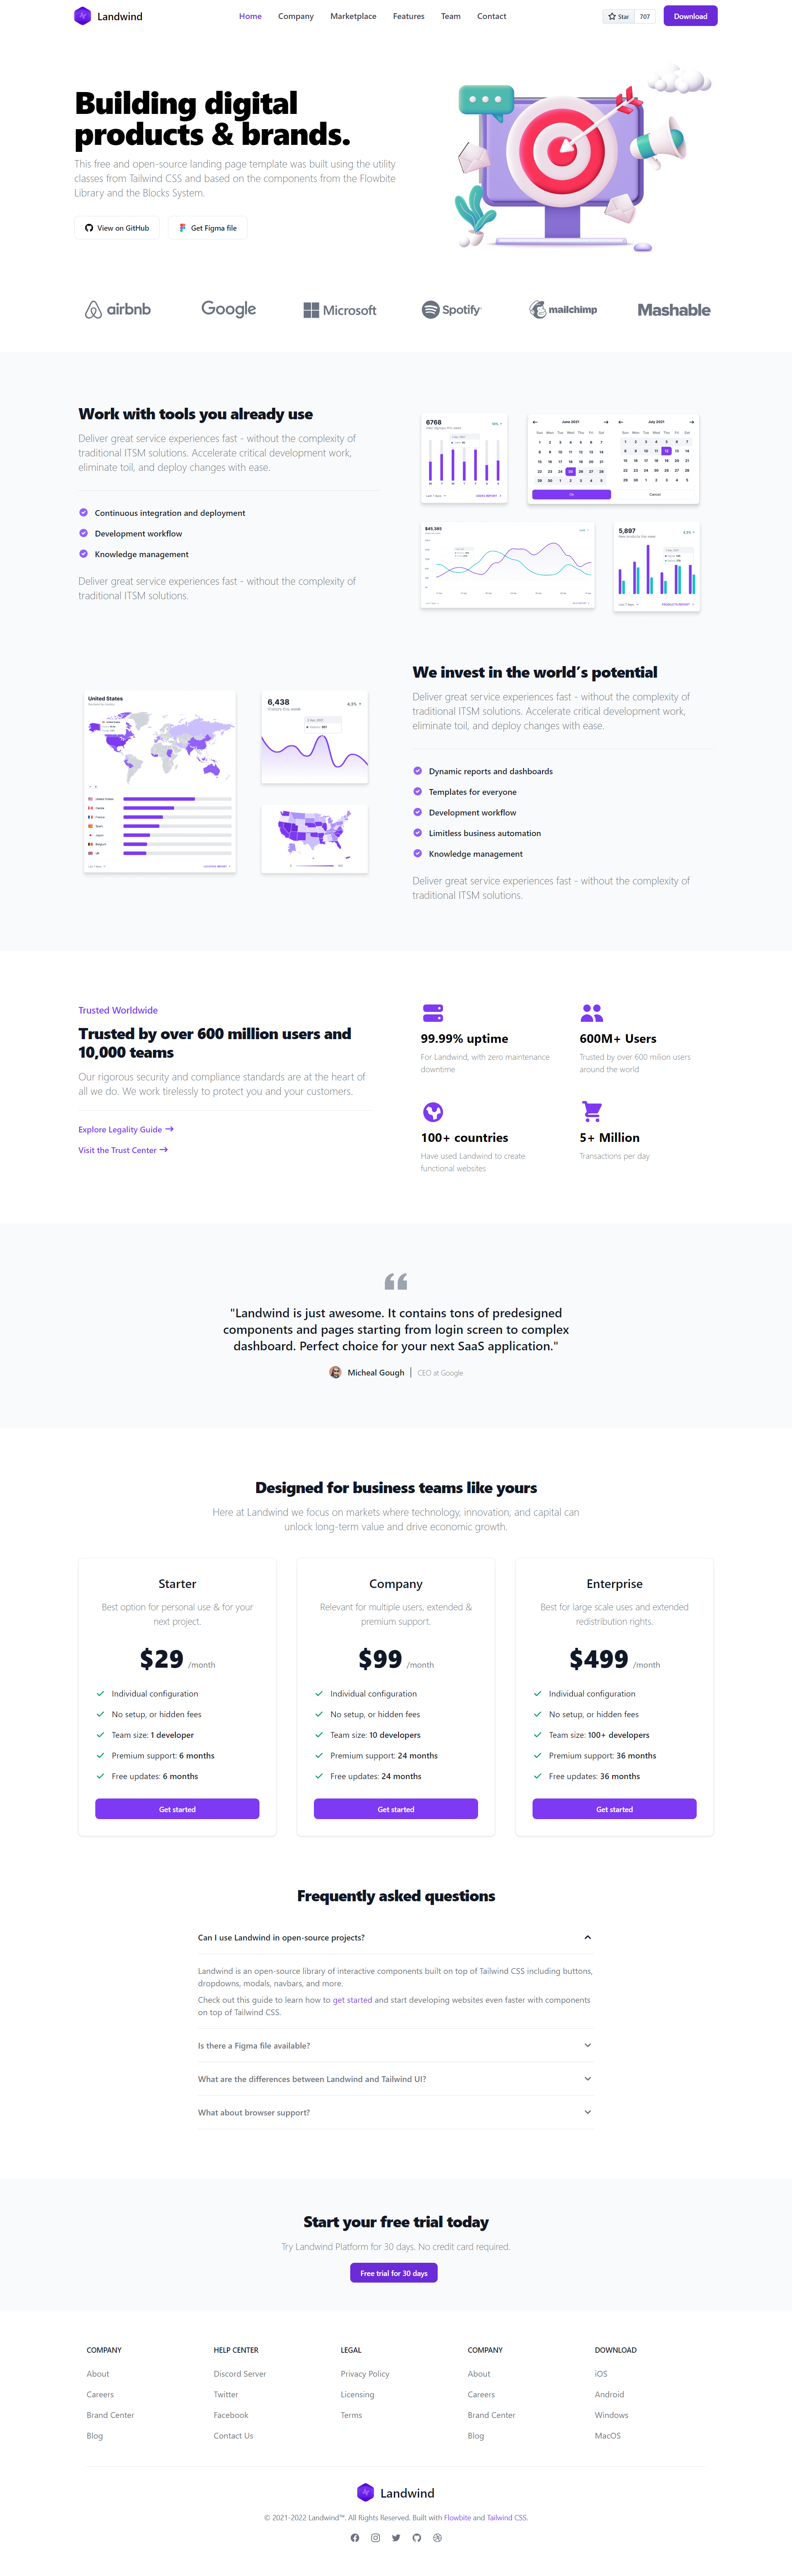 Landwind
Home Company Marketplace Features Team Contact
Star 707
Download
Building digital
products & brands.
This free and open-source landing page template was built using the utility
classes from Tailwind CSS and based on the components from the Flowbite
Library and the Blocks System.
View on GitHub
Get Figma file
airbnb
Google
Microsoft
Spotify
mailchimp
Mashable
Work with tools you already use
Deliver great service experiences fast - without the complexity of
traditional ITSM solutions. Accelerate critical development work,
eliminate toil, and deploy changes with ease.
Continuous integration and deployment
Development workflow
Knowledge management
Deliver great service experiences fast - without the complexity of
traditional ITSM solutions.
6768
June 2021
July 2021
Cancel
$45,385
5,897
We invest in the world's potential
Deliver great service experiences fast - without the complexity of
traditional ITSM solutions. Accelerate critical development work,
eliminate toil, and deploy changes with ease.
Dynamic reports and dashboards
Templates for everyone
Development workflow
Limitless business automation
Knowledge management
Deliver great service experiences fast - without the complexity of
traditional ITSM solutions.
United States
6,438
Visitors this week
4,3%
Trusted Worldwide
Trusted by over 600 million users and
10,000 teams
Our rigorous security and compliance standards are at the heart of
all we do. We work tirelessly to protect you and your customers.
Explore Legality Guide
Visit the Trust Center
99.99% uptime
For Landwind, with zero maintenance
downtime
600M+ Users
Trusted by over 600 milion users
around the world
100+ countries
Have used Landwind to create
functional websites
5+ Million
Transactions per day
"Landwind is just awesome. It contains tons of predesigned
components and pages starting from login screen to complex
dashboard. Perfect choice for your next SaaS application."
Micheal Gough
CEO at Google
Designed for business teams like yours
Here at Landwind we focus on markets where technology, innovation, and capital can
unlock long-term value and drive economic growth.
Starter
Best option for personal use & for your
next project.
$29 /month
Individual configuration
No setup, or hidden fees
Team size: 1 developer
Premium support: 6 months
Free updates: 6 months
Get started
Company
Relevant for multiple users, extended &
premium support.
$99 /month
Individual configuration
No setup, or hidden fees
Team size: 10 developers
Premium support: 24 months
Free updates: 24 months
Get started
Enterprise
Best for large scale uses and extended
redistribution rights.
$499 /month
Individual configuration
No setup, or hidden fees
Team size: 100+ developers
Premium support: 36 months
Free updates: 36 months
Get started
Frequently asked questions
Can I use Landwind in open-source projects?
Landwind is an open-source library of interactive components built on top of Tailwind CSS including buttons,
dropdowns, modals, navbars, and more.
Check out this guide to learn how to get started and start developing websites even faster with components
on top of Tailwind CSS.
Is there a Figma file available?
What are the differences between Landwind and Tailwind UI?
What about browser support?
Start your free trial today
Try Landwind Platform for 30 days. No credit card required.
Free trial for 30 days
COMPANY
About
Careers
Brand Center
Blog
HELP CENTER
Discord Server
Twitter
Facebook
Contact Us
LEGAL
Privacy Policy
Licensing
Terms
COMPANY
About
Careers
Brand Center
Blog
DOWNLOAD
iOS
Android
Windows
MacOS
Landwind
© 2021-2022 Landwind™. All Rights Reserved. Built with Flowbite and Tailwind CSS.